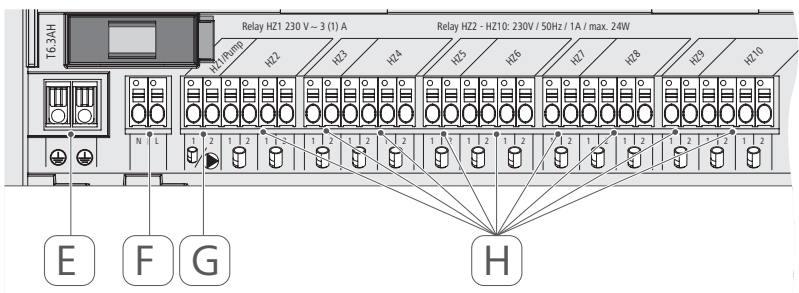 Relay HZ1 230 V ~ 3 (1) A Relay HZ2 - HZ10: 230V / 50Hz / 1A / max. 24W
T6.3AH
HZ1/Pump HZ2 HZ3 HZ4 HZ5 HZ6 HZ7 HZ8 HZ9 HZ10
N L 1 2 1 2 1 2 1 2 1 2 1 2 1 2 1 2 1 2 1 2
E F G H